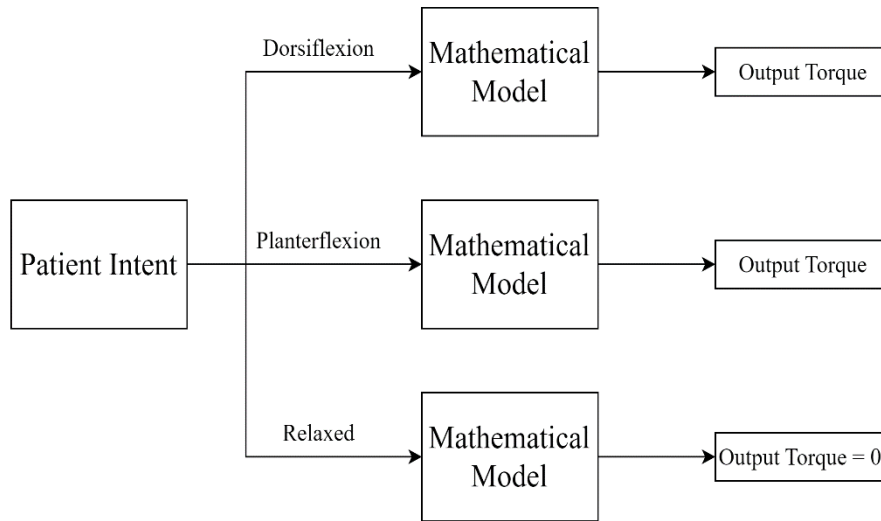 Dorsiflexion
Mathematical
Model
Output Torque
Patient Intent
Planterflexion
Mathematical
Model
Output Torque
Relaxed
Mathematical
Model
Output Torque = 0